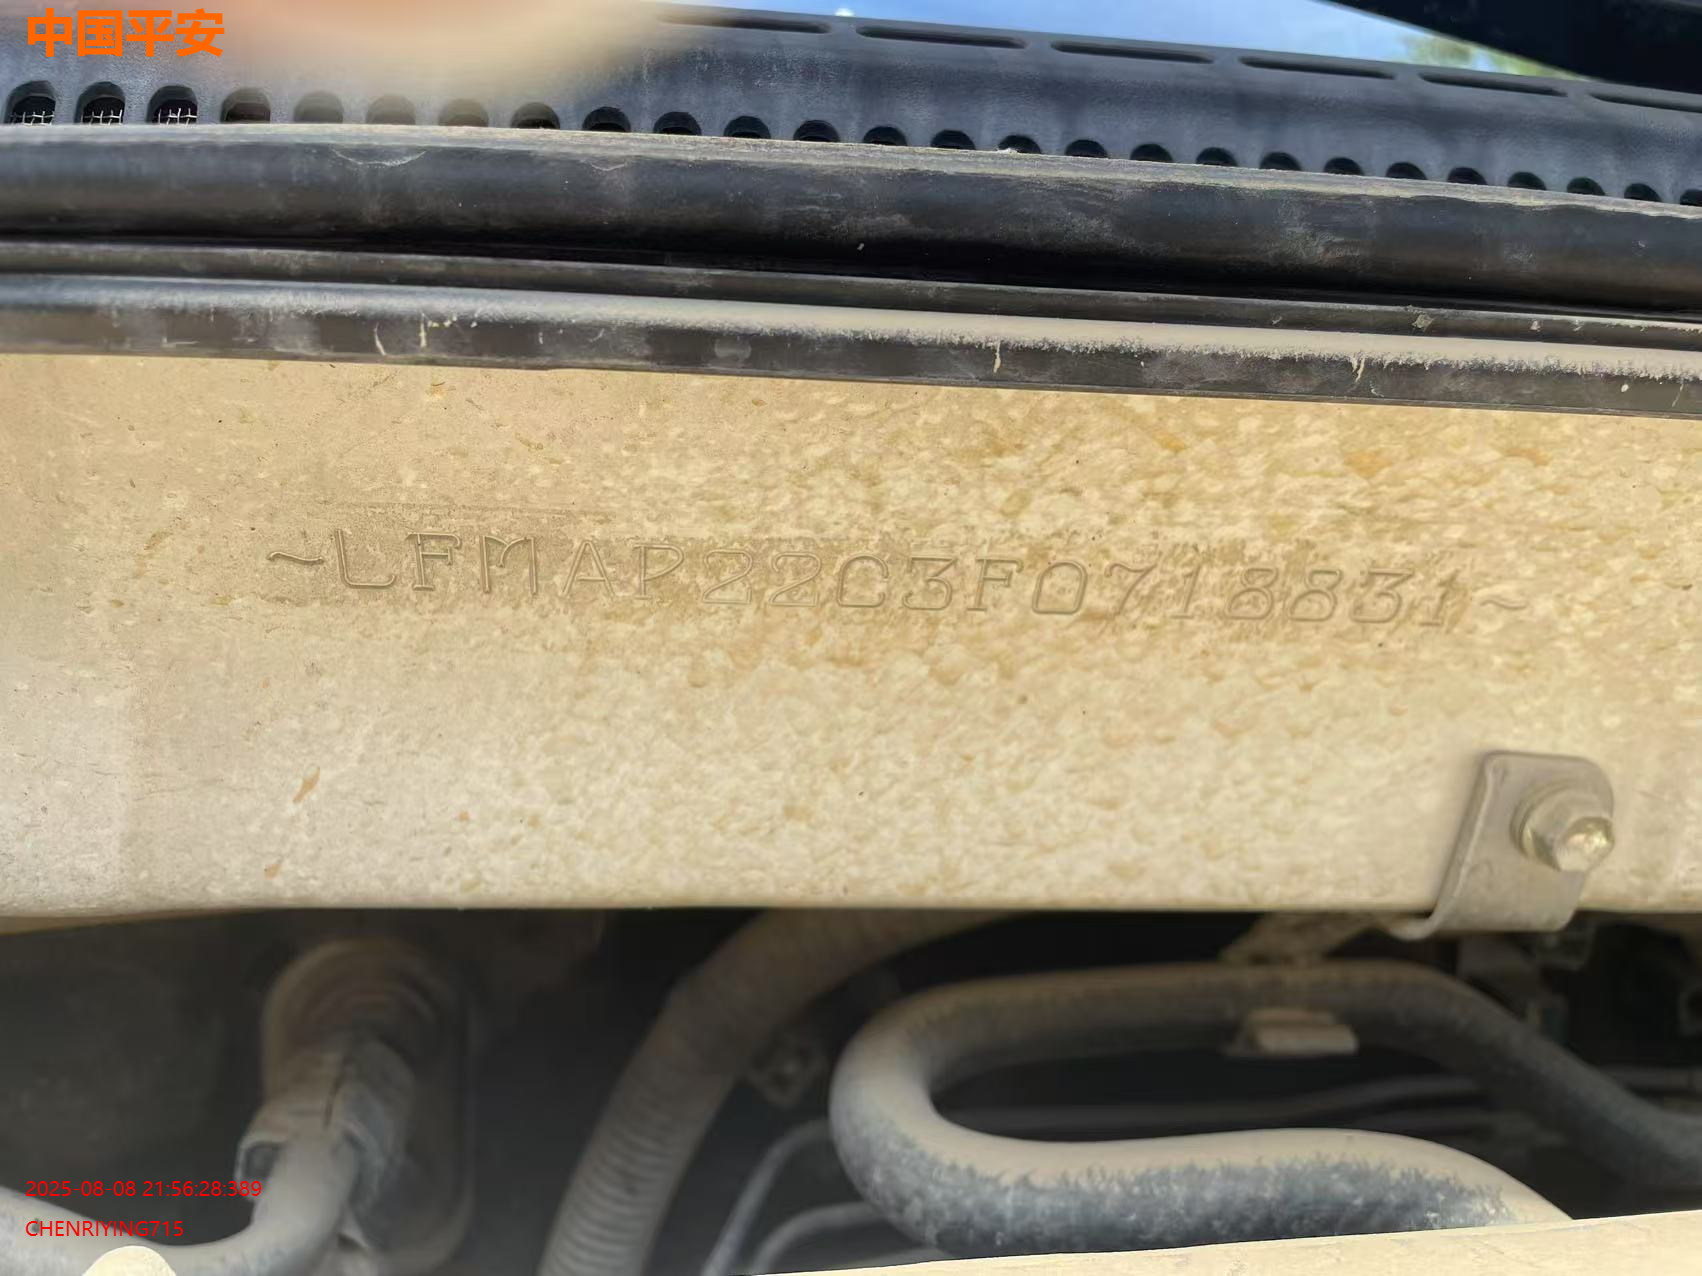 中国平安
~LFMAP22C3F0718831~
2025-08-08 21:56:28:389
CHENRIYING715